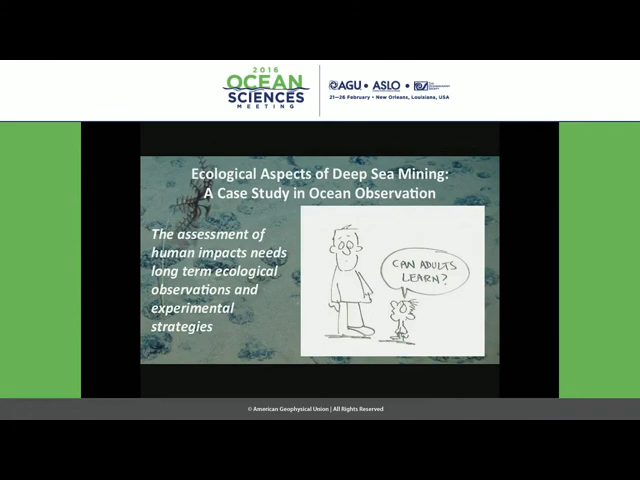 2016
OCEAN
SCIENCES
MEETING
AGU • ASLO •
21–26 February • New Orleans, Louisiana, USA
Ecological Aspects of Deep Sea Mining:
A Case Study in Ocean Observation
The assessment of
human impacts needs
long term ecological
observations and
experimental
strategies
CAN ADULTS
LEARN?
© American Geophysical Union | All Rights Reserved